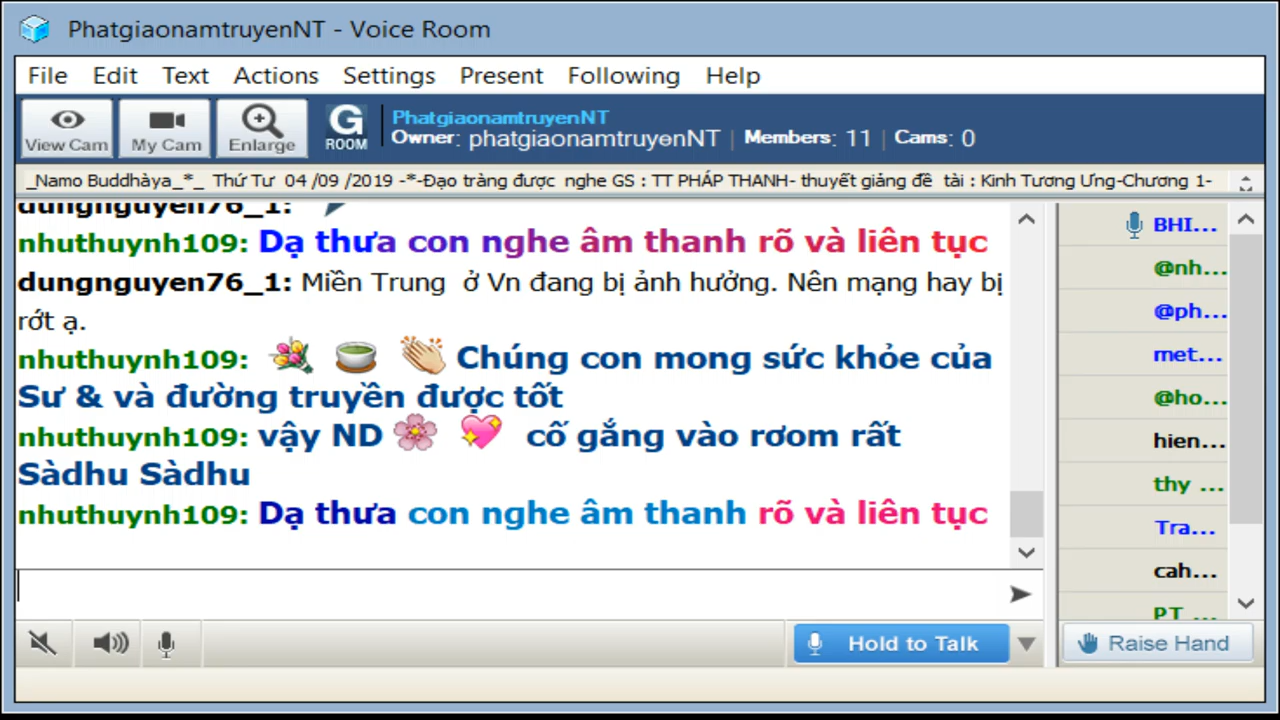 PhatgiaonamtruyenNT - Voice Room
File Edit Text Actions Settings Present Following Help
View Cam My Cam Enlarge G ROOM
PhatgiaonamtruyenNT
Owner: phatgiaonamtruyenNT | Members: 11 | Cams: 0
_Namo Buddhàya_*_ Thứ Tư 04 /09 /2019 -*-Đạo tràng được nghe GS : TT PHÁP THANH- thuyết giảng đề tài : Kinh Tương Ưng-Chương 1-
dungnguyen76_1:
nhuthuynh109: Dạ thưa con nghe âm thanh rõ và liên tục
dungnguyen76_1: Miền Trung ở Vn đang bị ảnh hưởng. Nên mạng hay bị
rớt ạ.
nhuthuynh109: Chúng con mong sức khỏe của
Sư & và đường truyền được tốt
nhuthuynh109: vậy ND cố gắng vào rơom rất
Sàdhu Sàdhu
nhuthuynh109: Dạ thưa con nghe âm thanh rõ và liên tục
BHI...
@nh...
@ph...
met...
@ho...
hien...
thy ...
Tra...
cah...
PT ...
Hold to Talk
Raise Hand